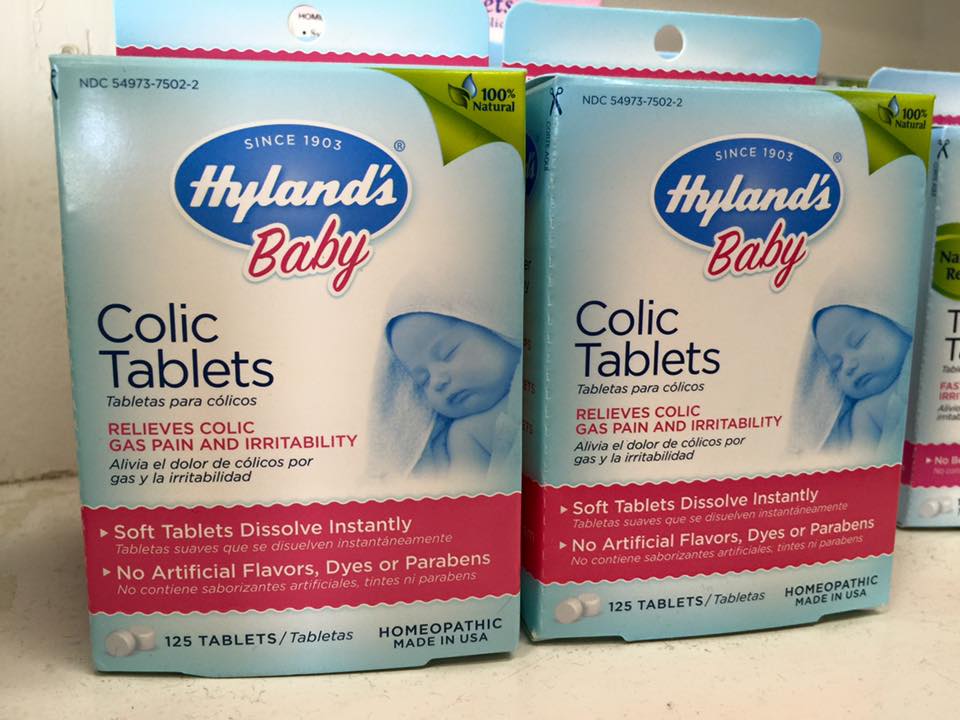 HOME
NDC 54973-7502-2
100%
Natural
SINCE 1903
Hyland's®
Baby
Colic
Tablets
Tabletas para cólicos
RELIEVES COLIC
GAS PAIN AND IRRITABILITY
Alivia el dolor de cólicos por
gas y la irritabilidad
▸ Soft Tablets Dissolve Instantly
Tabletas suaves que se disuelven instantáneamente
▸ No Artificial Flavors, Dyes or Parabens
No contiene saborizantes artificiales, tintes ni parabens
125 TABLETS / Tabletas
HOMEOPATHIC
MADE IN USA
NDC 54973-7502-2
100%
Natural
SINCE 1903
Hyland's®
Baby
Colic
Tablets
Tabletas para cólicos
RELIEVES COLIC
GAS PAIN AND IRRITABILITY
Alivia el dolor de cólicos por
gas y la irritabilidad
▸ Soft Tablets Dissolve Instantly
Tabletas suaves que se disuelven instantáneamente
▸ No Artificial Flavors, Dyes or Parabens
No contiene saborizantes artificiales, tintes ni parabens
125 TABLETS / Tabletas
HOMEOPATHIC
MADE IN USA